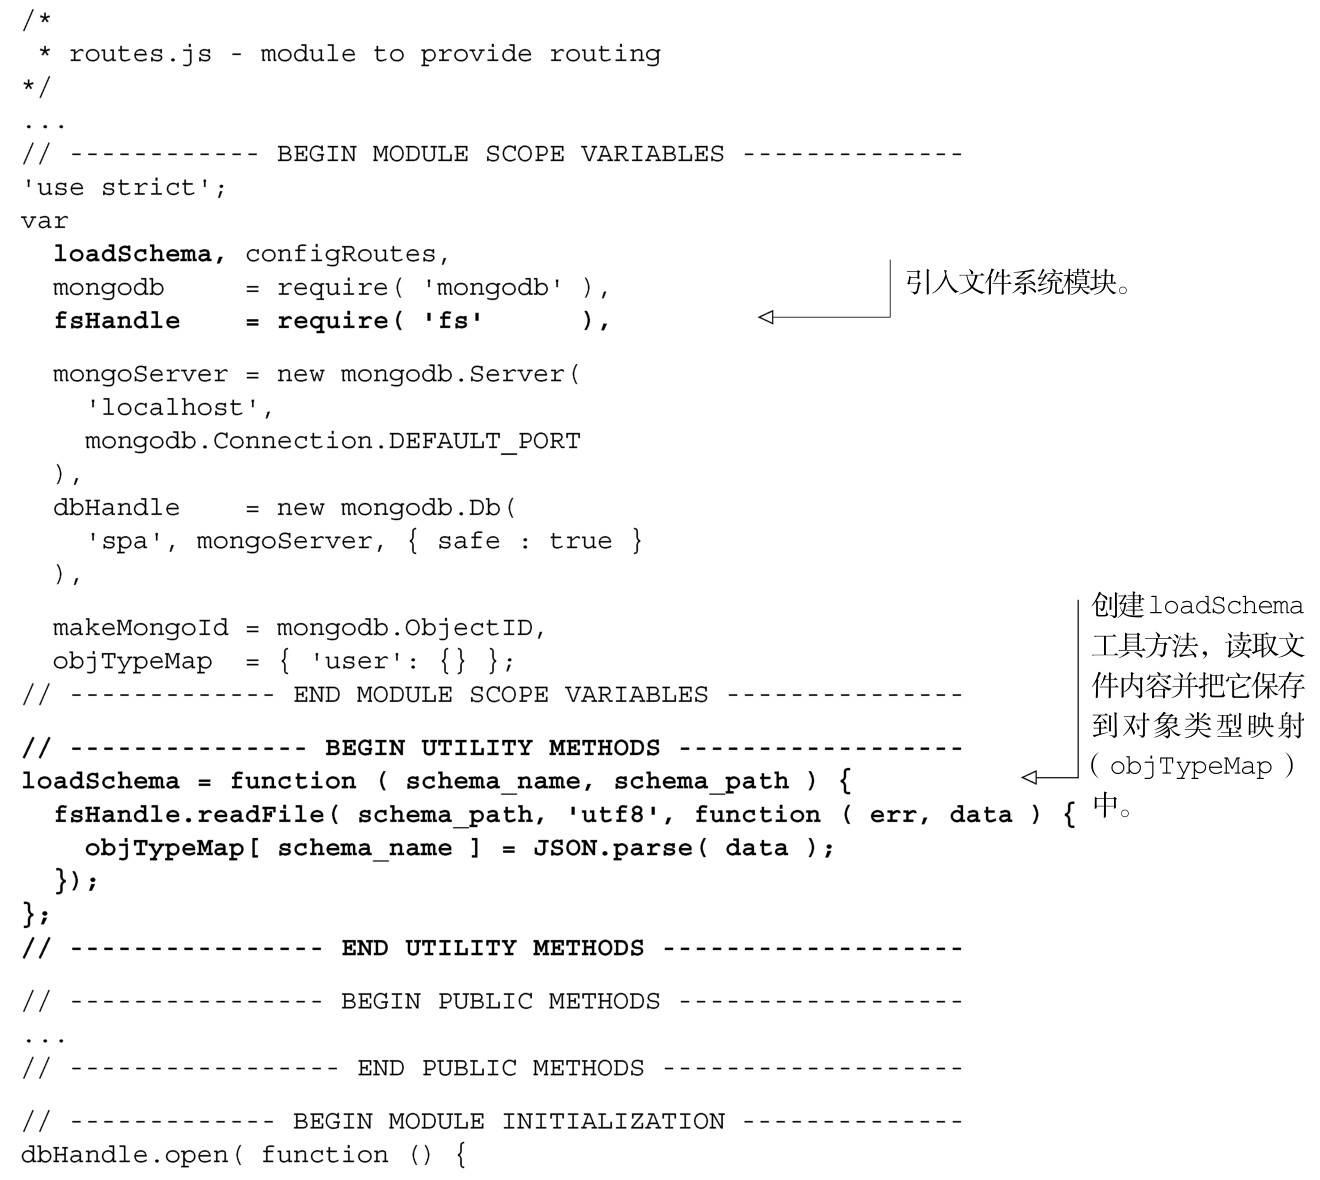 /*
 * routes.js - module to provide routing
*/
...
// ------------ BEGIN MODULE SCOPE VARIABLES --------------
'use strict';
var
  loadSchema, configRoutes,
  mongodb     = require( 'mongodb' ),
引入文件系统模块。
  fsHandle    = require( 'fs'      ),
  mongoServer = new mongodb.Server(
    'localhost',
    mongodb.Connection.DEFAULT_PORT
  ),
  dbHandle    = new mongodb.Db(
    'spa', mongoServer, { safe : true }
  ),
  makeMongoId = mongodb.ObjectID,
  objTypeMap  = { 'user': {} };
// ------------- END MODULE SCOPE VARIABLES ---------------
创建loadSchema
工具方法，读取文
件内容并把它保存
到对象类型映射
（objTypeMap）
中。
// --------------- BEGIN UTILITY METHODS ------------------
loadSchema = function ( schema_name, schema_path ) {
  fsHandle.readFile( schema_path, 'utf8', function ( err, data ) {
    objTypeMap[ schema_name ] = JSON.parse( data );
  });
};
// ---------------- END UTILITY METHODS -------------------
// ---------------- BEGIN PUBLIC METHODS ------------------
...
// ----------------- END PUBLIC METHODS -------------------
// ------------- BEGIN MODULE INITIALIZATION --------------
dbHandle.open( function () {